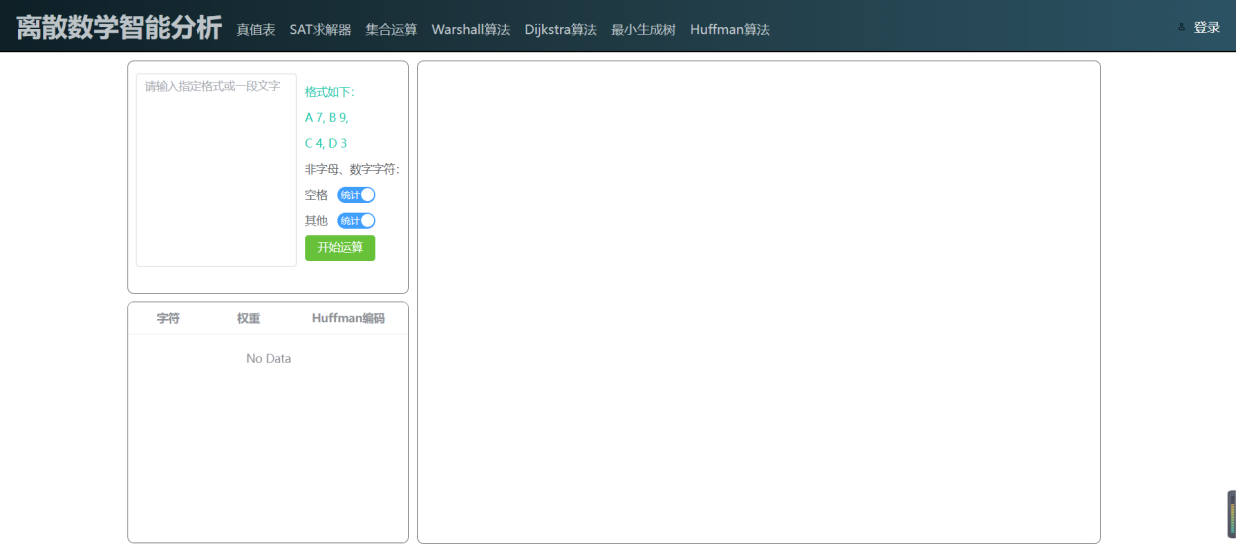 离散数学智能分析 真值表 SAT求解器 集合运算 Warshall算法 Dijkstra算法 最小生成树 Huffman算法 登录
请输入指定格式或一段文字
格式如下:
A 7, B 9,
C 4, D 3
非字母、数字字符:
空格 统计
其他 统计
开始运算
字符 权重 Huffman编码
No Data